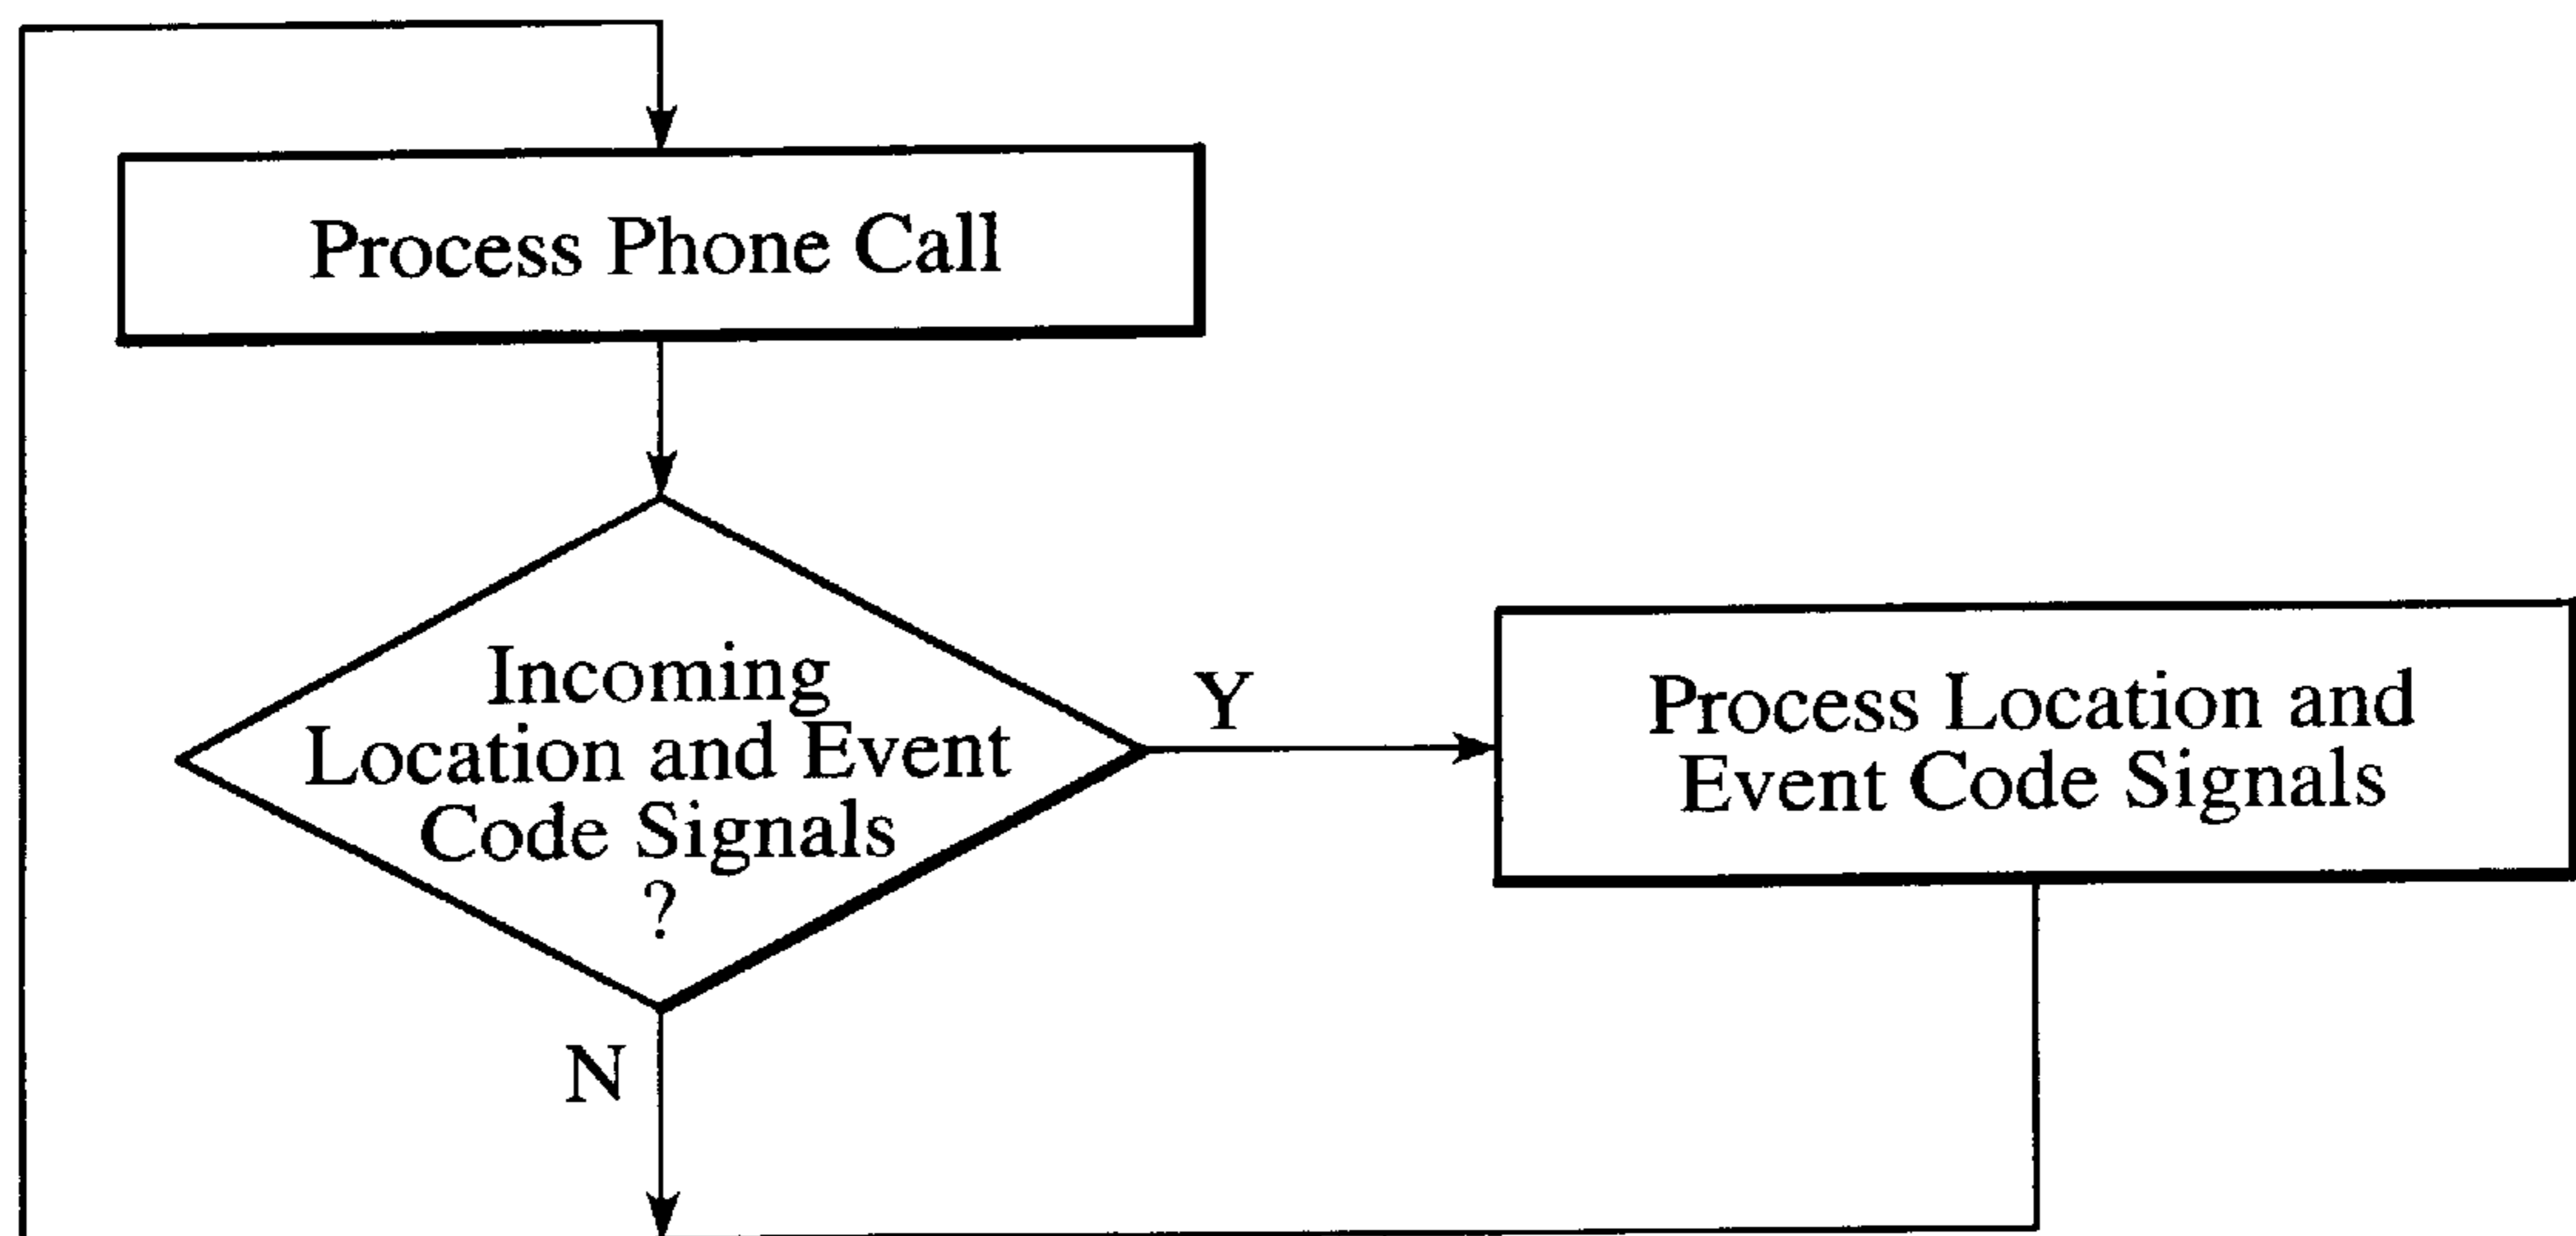 Process Phone Call
Incoming
Location and Event
Code Signals
?
Y
Process Location and
Event Code Signals
N